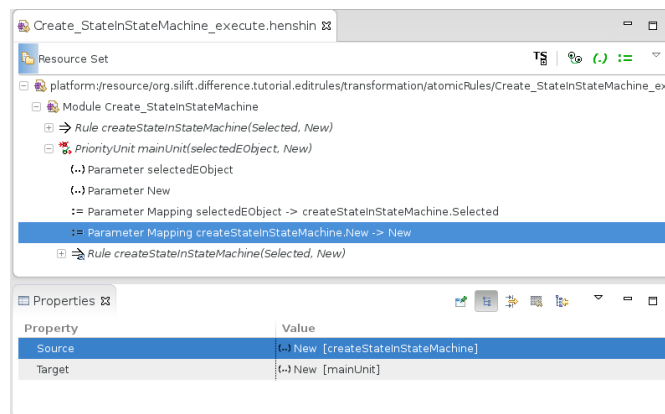 Create_StateInStateMachine_execute.henshin
Resource Set
platform:/resource/org.silift.difference.tutorial.editrules/transformation/atomicRules/Create_StateInStateMachine_ex
Module Create_StateInStateMachine
Rule createStateInStateMachine(Selected, New)
PriorityUnit mainUnit(selectedEObject, New)
(..) Parameter selectedEObject
(..) Parameter New
:= Parameter Mapping selectedEObject -> createStateInStateMachine.Selected
:= Parameter Mapping createStateInStateMachine.New -> New
Rule createStateInStateMachine(Selected, New)
Properties
Property Value
Source (..) New [createStateInStateMachine]
Target (..) New [mainUnit]